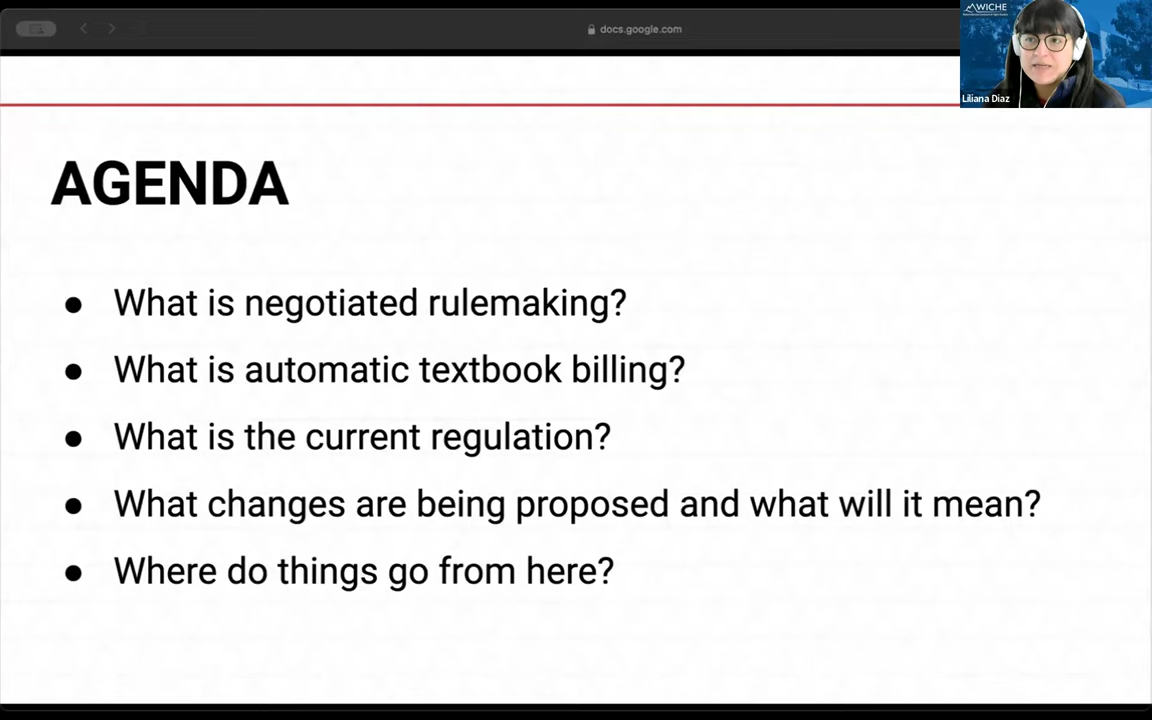 docs.google.com
WICHE
Liliana Diaz
AGENDA
● What is negotiated rulemaking?
● What is automatic textbook billing?
● What is the current regulation?
● What changes are being proposed and what will it mean?
● Where do things go from here?